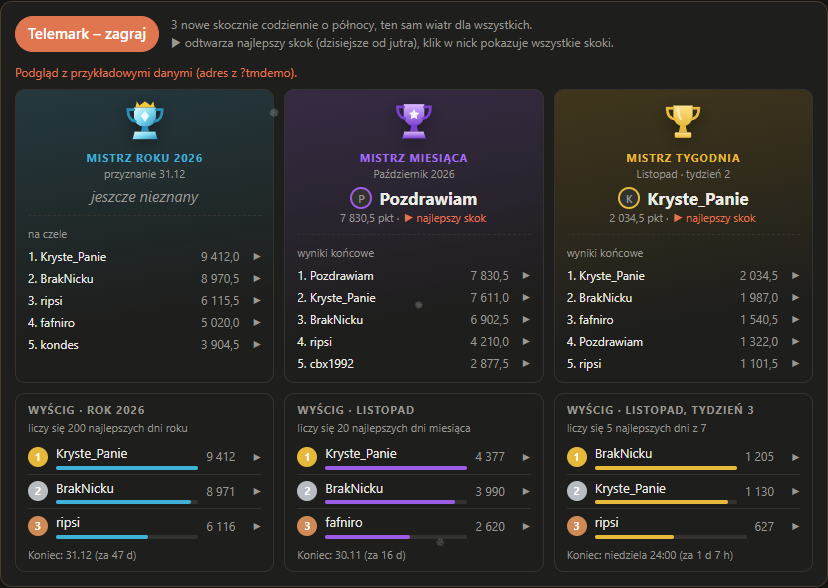 Telemark – zagraj
3 nowe skocznie codziennie o północy, ten sam wiatr dla wszystkich.
▶ odtwarza najlepszy skok (dzisiejsze od jutra), klik w nick pokazuje wszystkie skoki.
Podgląd z przykładowymi danymi (adres z ?tmdemo).
MISTRZ ROKU 2026
przyznanie 31.12
jeszcze nieznany
na czele
1. Kryste_Panie 9 412,0 ▶
2. BrakNicku 8 970,5 ▶
3. ripsi 6 115,5 ▶
4. fafniro 5 020,0 ▶
5. kondes 3 904,5 ▶
MISTRZ MIESIĄCA
Październik 2026
P Pozdrawiam
7 830,5 pkt · ▶ najlepszy skok
wyniki końcowe
1. Pozdrawiam 7 830,5 ▶
2. Kryste_Panie 7 611,0 ▶
3. BrakNicku 6 902,5 ▶
4. ripsi 4 210,0 ▶
5. cbx1992 2 877,5 ▶
MISTRZ TYGODNIA
Listopad · tydzień 2
K Kryste_Panie
2 034,5 pkt · ▶ najlepszy skok
wyniki końcowe
1. Kryste_Panie 2 034,5 ▶
2. BrakNicku 1 987,0 ▶
3. fafniro 1 540,5 ▶
4. Pozdrawiam 1 322,0 ▶
5. ripsi 1 101,5 ▶
WYŚCIG · ROK 2026
liczy się 200 najlepszych dni roku
1 Kryste_Panie 9 412 ▶
2 BrakNicku 8 971 ▶
3 ripsi 6 116 ▶
Koniec: 31.12 (za 47 d)
WYŚCIG · LISTOPAD
liczy się 20 najlepszych dni miesiąca
1 Kryste_Panie 4 377 ▶
2 BrakNicku 3 990 ▶
3 fafniro 2 620 ▶
Koniec: 30.11 (za 16 d)
WYŚCIG · LISTOPAD, TYDZIEŃ 3
liczy się 5 najlepszych dni z 7
1 BrakNicku 1 205 ▶
2 Kryste_Panie 1 130 ▶
3 ripsi 627 ▶
Koniec: niedziela 24:00 (za 1 d 7 h)